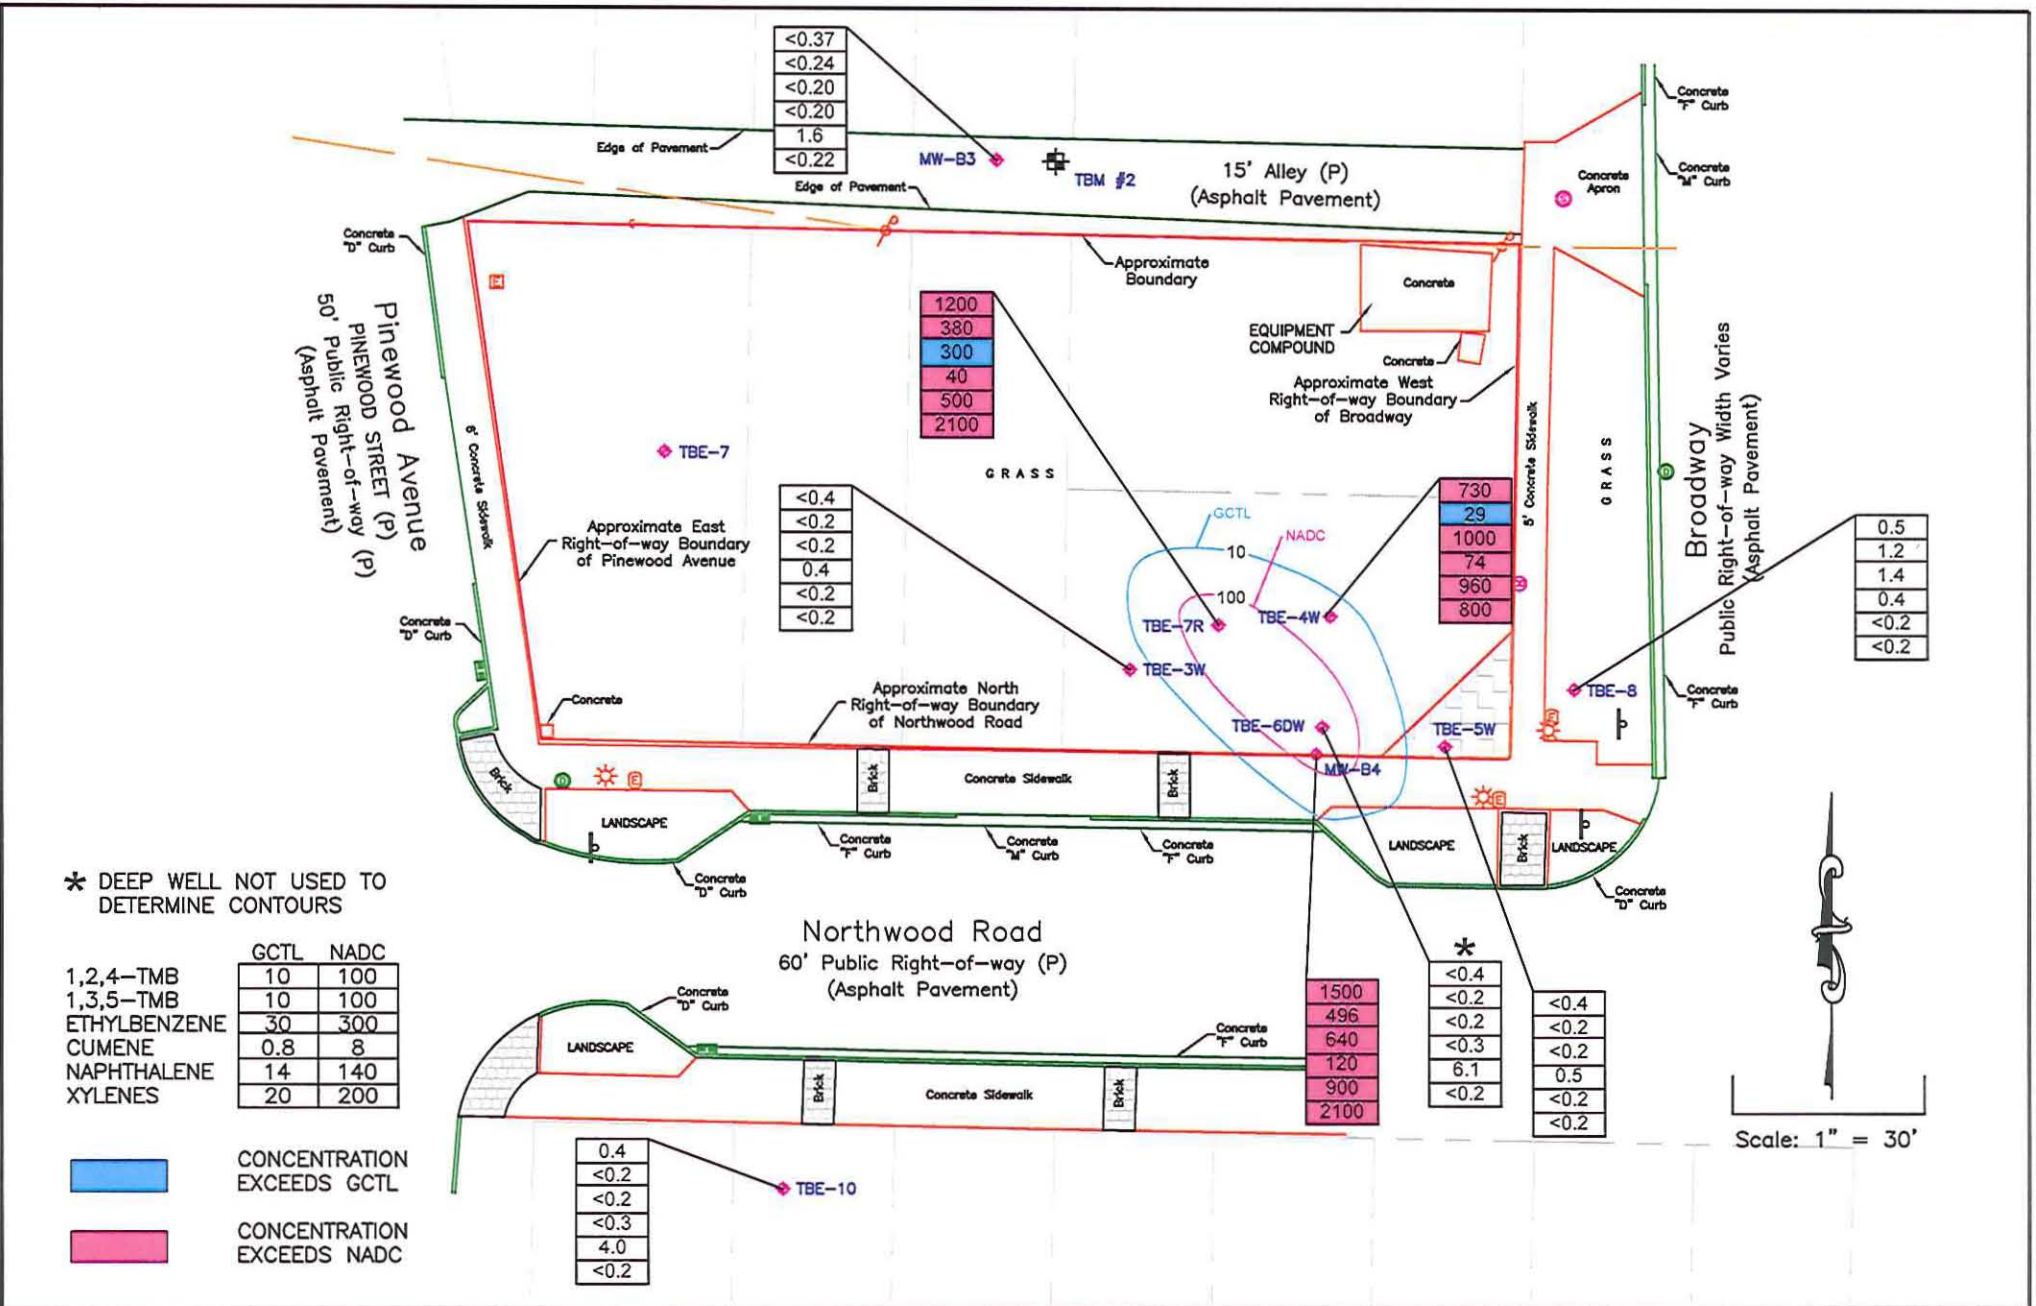 <0.37
<0.24
<0.20
<0.20
1.6
<0.22
Edge of Pavement
MW-B3
TBM #2
15' Alley (P)
(Asphalt Pavement)
Edge of Pavement
Concrete
"F" Curb
Concrete
"M" Curb
Concrete
Apron
Concrete
"D" Curb
E
Approximate
Boundary
Concrete
EQUIPMENT
COMPOUND
Concrete
Approximate West
Right-of-way Boundary
of Broadway
Pinewood Avenue
PINEWOOD STREET (P)
50' Public Right-of-way (P)
(Asphalt Pavement)
6' Concrete Sidewalk
1200
380
300
40
500
2100
TBE-7
GRASS
5' Concrete Sidewalk
GRASS
Broadway
Public Right-of-way Width Varies
(Asphalt Pavement)
D
<0.4
<0.2
<0.2
0.4
<0.2
<0.2
730
29
1000
74
960
800
0.5
1.2
1.4
0.4
<0.2
<0.2
Approximate East
Right-of-way Boundary
of Pinewood Avenue
GCTL
NADC
10
100
TBE-7R
TBE-4W
TBE-3W
TBE-8
Concrete
"D" Curb
Concrete
"F" Curb
Concrete
Approximate North
Right-of-way Boundary
of Northwood Road
TBE-6DW
TBE-5W
MW-B4
E
Brick
D
E
Brick
Concrete Sidewalk
Brick
E
LANDSCAPE
LANDSCAPE
Brick
LANDSCAPE
Concrete
"F" Curb
Concrete
"M" Curb
Concrete
"F" Curb
Concrete
"D" Curb
Concrete
"D" Curb
* DEEP WELL NOT USED TO
DETERMINE CONTOURS
Northwood Road
60' Public Right-of-way (P)
(Asphalt Pavement)
GCTL NADC
1,2,4-TMB 10 100
1,3,5-TMB 10 100
ETHYLBENZENE 30 300
CUMENE 0.8 8
NAPHTHALENE 14 140
XYLENES 20 200
Concrete
"D" Curb
LANDSCAPE
Concrete
"F" Curb
Brick
Concrete Sidewalk
Brick
1500
496
640
120
900
2100
*
<0.4
<0.2
<0.2
<0.3
6.1
<0.2
<0.4
<0.2
<0.2
0.5
<0.2
<0.2
Scale: 1" = 30'
CONCENTRATION
EXCEEDS GCTL
CONCENTRATION
EXCEEDS NADC
0.4
<0.2
<0.2
<0.3
4.0
<0.2
TBE-10